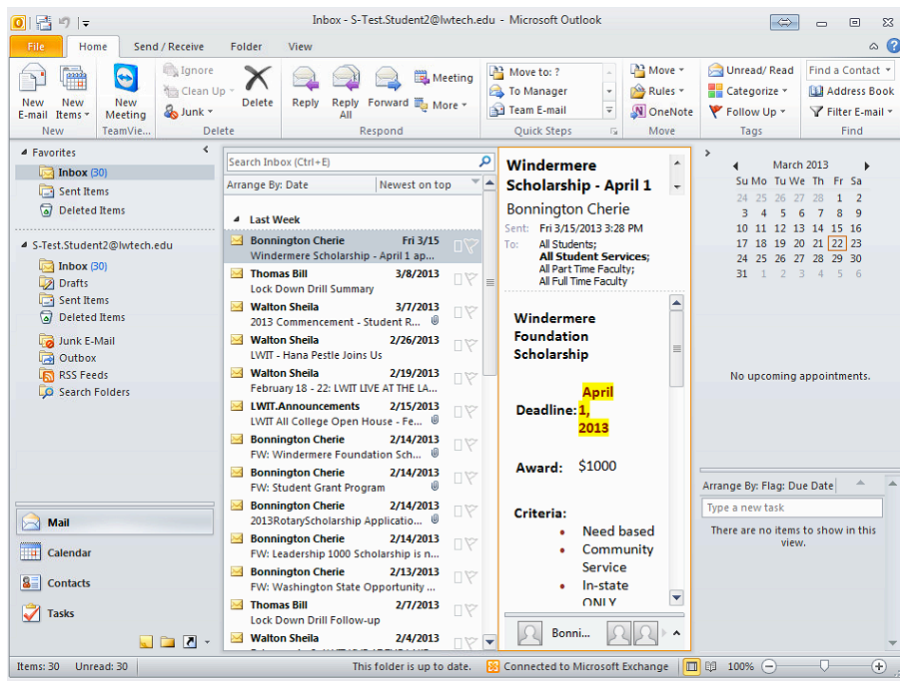 Inbox - S-Test.Student2@lwtech.edu - Microsoft Outlook
File Home Send / Receive Folder View
New E-mail
New Items
New
New Meeting
TeamVie...
Ignore
Clean Up
Junk
Delete
Delete
Reply
Reply All
Forward
Meeting
More
Respond
Move to: ?
To Manager
Team E-mail
Quick Steps
Move
Rules
OneNote
Move
Unread/ Read
Categorize
Follow Up
Tags
Find a Contact
Address Book
Filter E-mail
Find
Favorites
Inbox (30)
Sent Items
Deleted Items
S-Test.Student2@lwtech.edu
Inbox (30)
Drafts
Sent Items
Deleted Items
Junk E-Mail
Outbox
RSS Feeds
Search Folders
Mail
Calendar
Contacts
Tasks
Search Inbox (Ctrl+E)
Arrange By: Date Newest on top
Last Week
Bonnington Cherie Fri 3/15
Windermere Scholarship - April 1 ap...
Thomas Bill 3/8/2013
Lock Down Drill Summary
Walton Sheila 3/7/2013
2013 Commencement - Student R...
Walton Sheila 2/26/2013
LWIT - Hana Pestle Joins Us
Walton Sheila 2/19/2013
February 18 - 22: LWIT LIVE AT THE LA...
LWIT.Announcements 2/15/2013
LWIT All College Open House - Fe...
Bonnington Cherie 2/14/2013
FW: Windermere Foundation Sch...
Bonnington Cherie 2/14/2013
FW: Student Grant Program
Bonnington Cherie 2/14/2013
2013RotaryScholarship Applicatio...
Bonnington Cherie 2/14/2013
FW: Leadership 1000 Scholarship is n...
Bonnington Cherie 2/13/2013
FW: Washington State Opportunity ...
Thomas Bill 2/7/2013
Lock Down Drill Follow-up
Walton Sheila 2/4/2013
Windermere
Scholarship - April 1
Bonnington Cherie
Sent: Fri 3/15/2013 3:28 PM
To: All Students;
All Student Services;
All Part Time Faculty;
All Full Time Faculty
Windermere
Foundation
Scholarship
Deadline: April 1, 2013
Award: $1000
Criteria:
• Need based
• Community
Service
• In-state
ONLY
Bonni...
March 2013
Su Mo Tu We Th Fr Sa
24 25 26 27 28 1 2
3 4 5 6 7 8 9
10 11 12 13 14 15 16
17 18 19 20 21 22 23
24 25 26 27 28 29 30
31 1 2 3 4 5 6
No upcoming appointments.
Arrange By: Flag: Due Date
Type a new task
There are no items to show in this
view.
Items: 30 Unread: 30
This folder is up to date.
Connected to Microsoft Exchange
100%